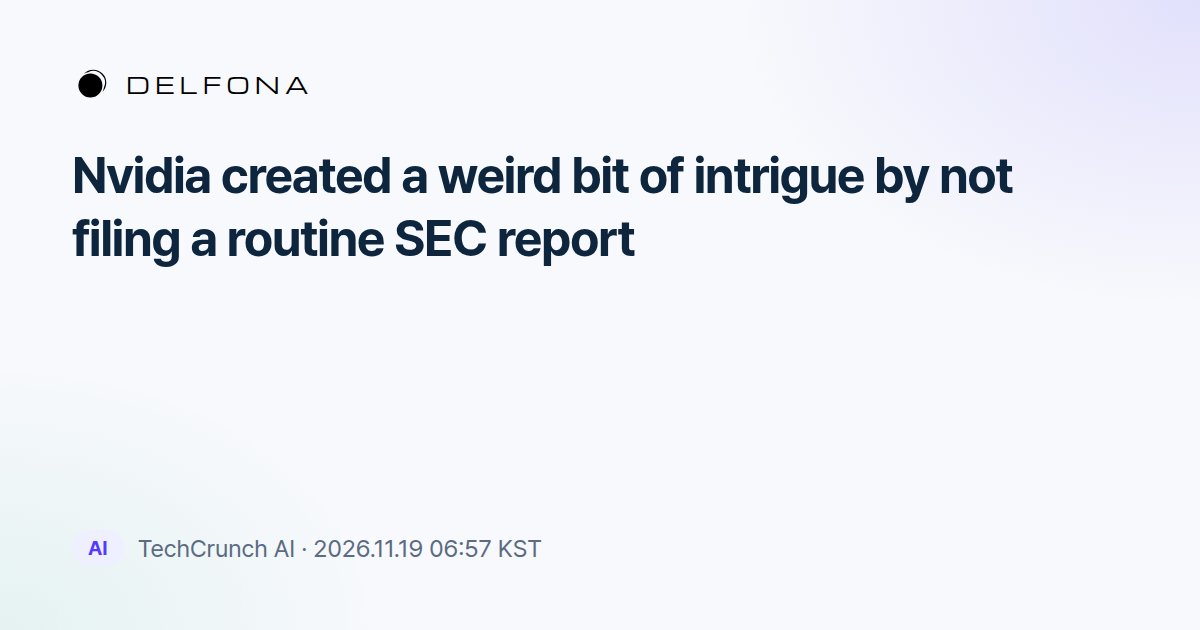 DELFONA
Nvidia created a weird bit of intrigue by not
filing a routine SEC report
AI TechCrunch AI · 2026.11.19 06:57 KST